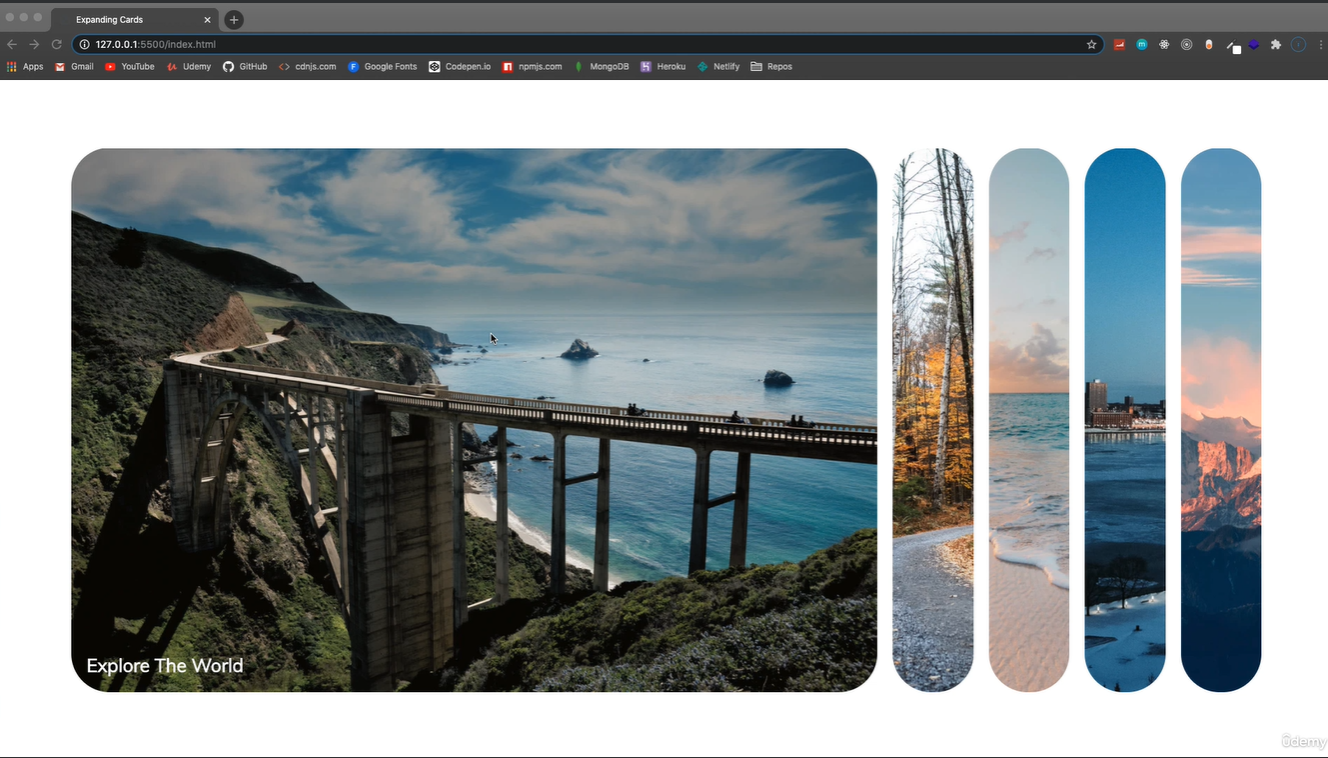 Expanding Cards
127.0.0.1:5500/index.html
Apps Gmail YouTube Udemy GitHub cdnjs.com Google Fonts Codepen.io npmjs.com MongoDB Heroku Netlify Repos
Explore The World
ûdemy